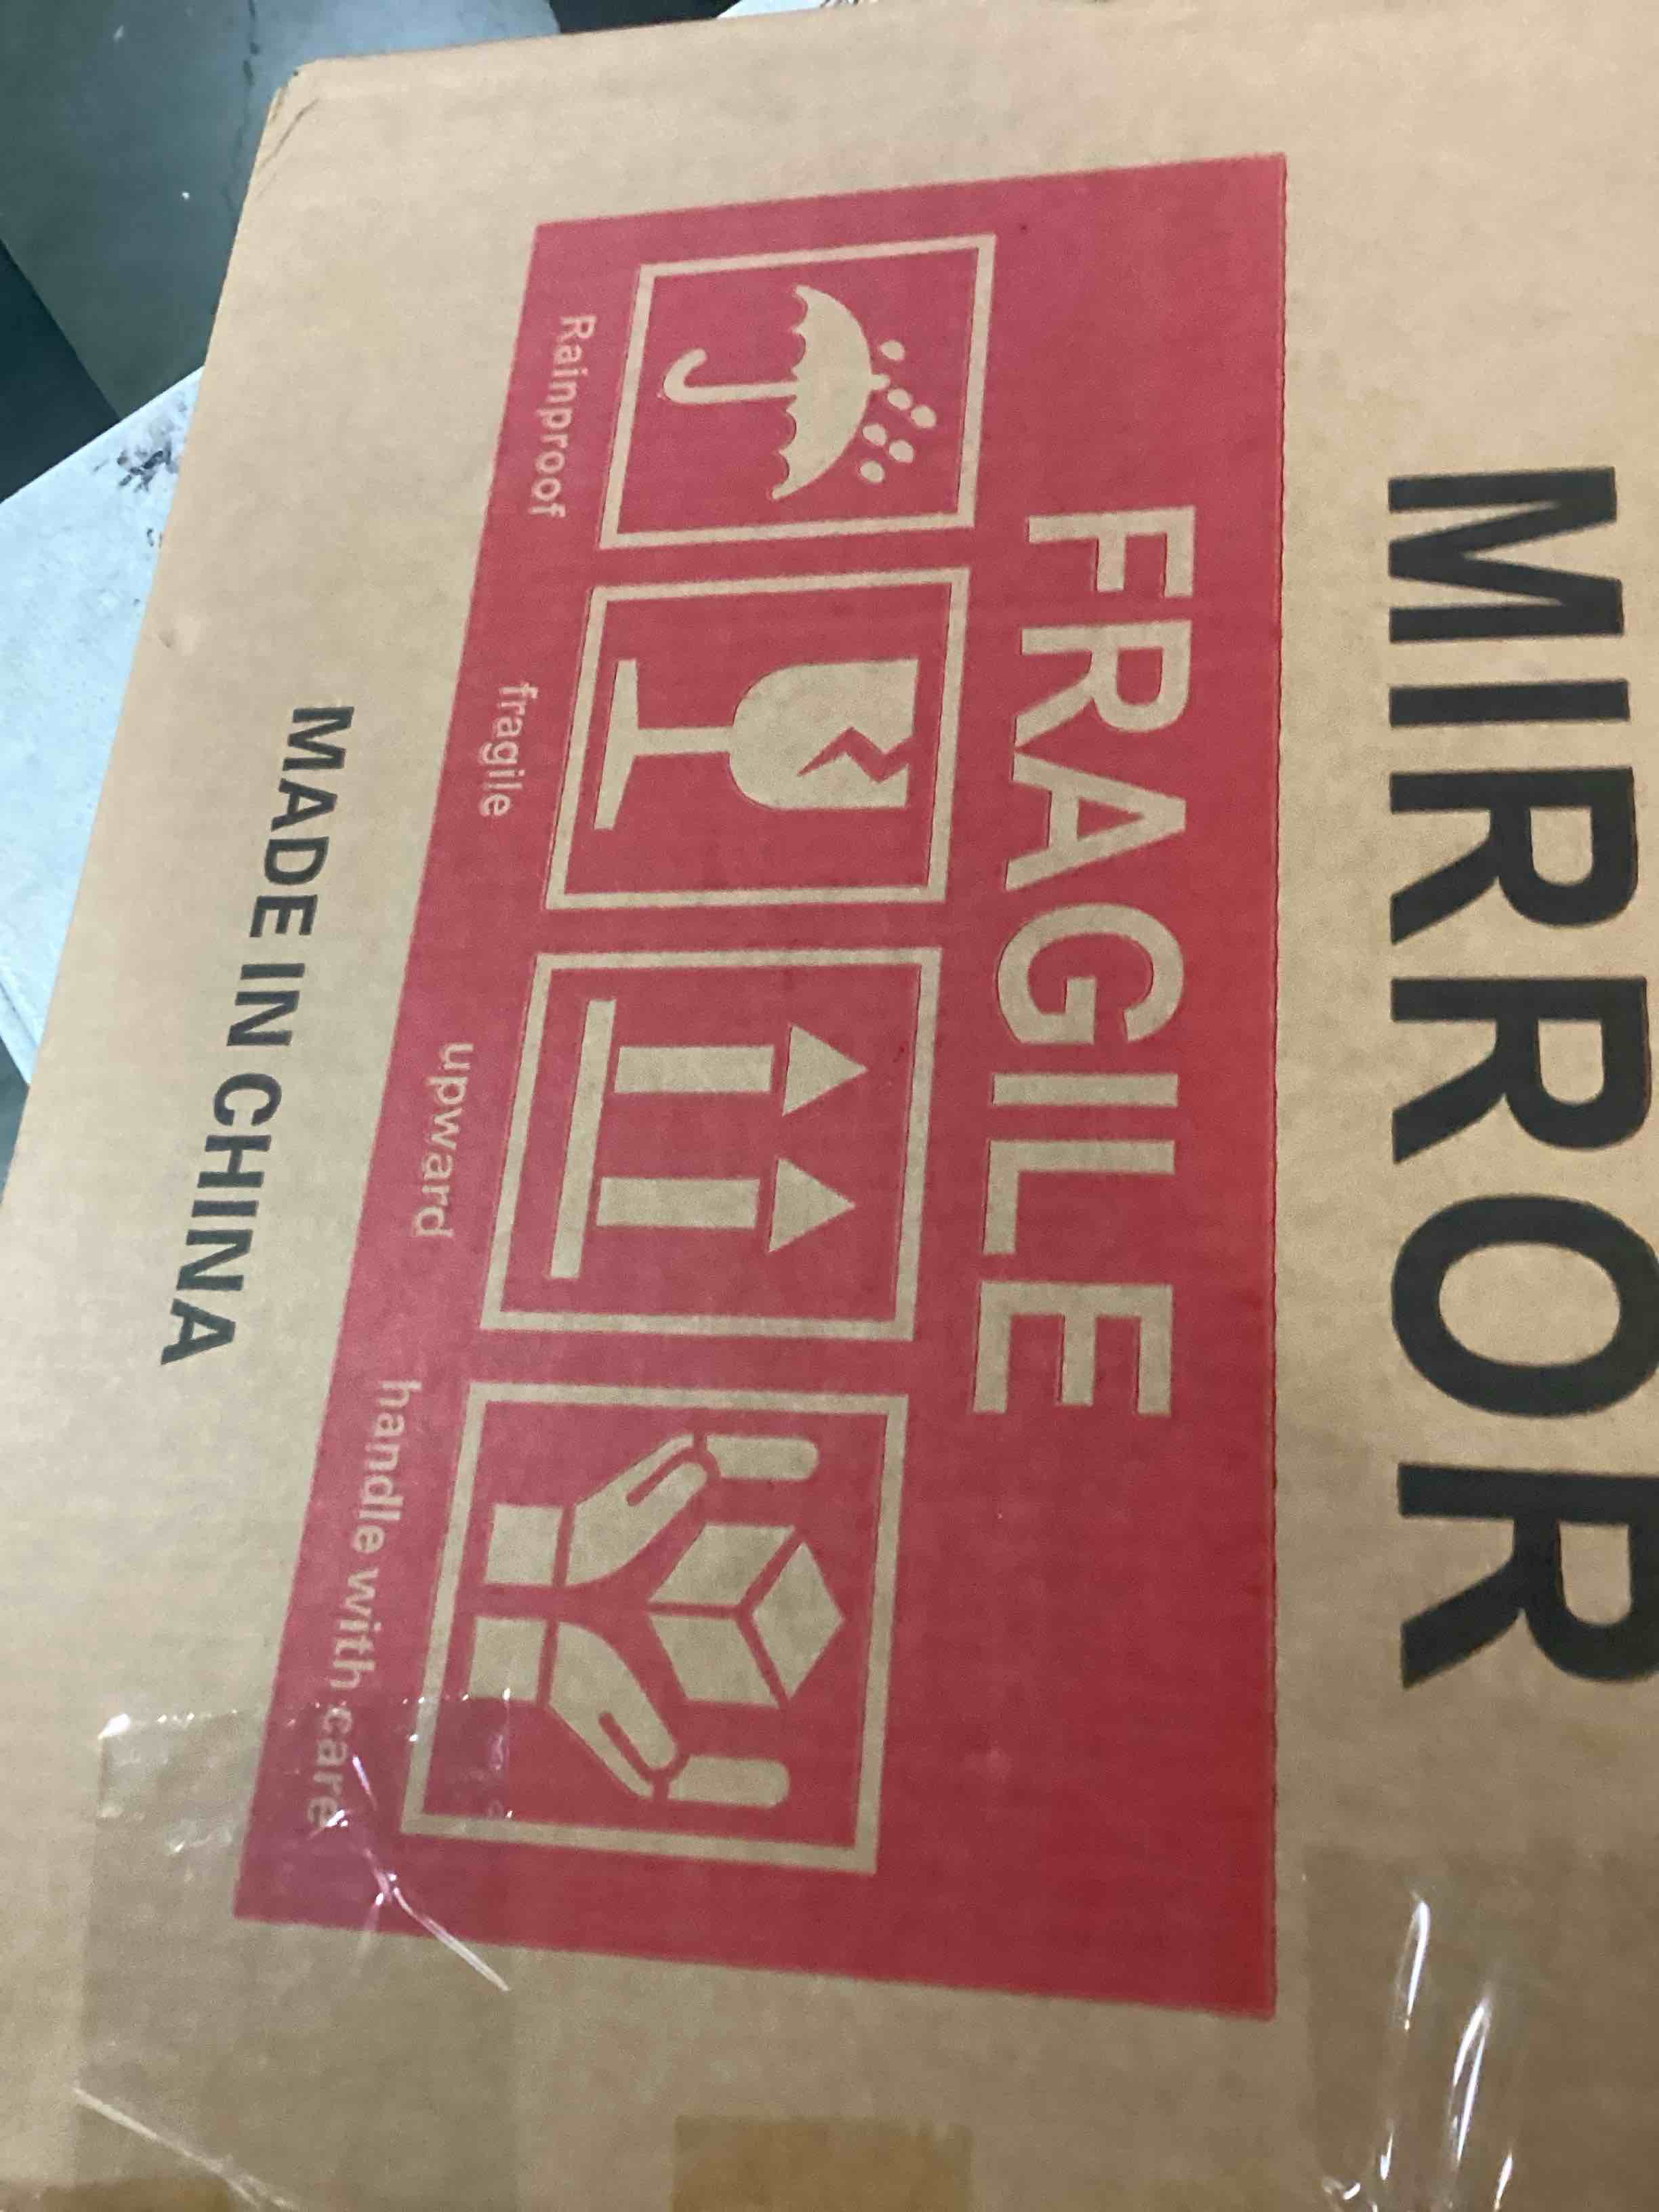 MIRROR
FRAGILE
Rainproof
fragile
upward
handle with care
MADE IN CHINA